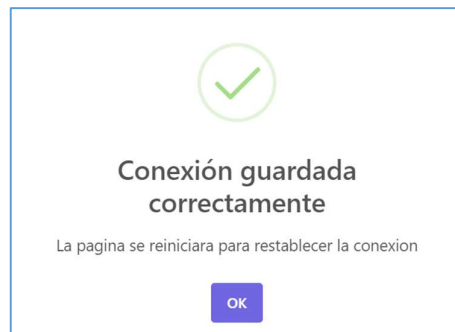 Conexión guardada
correctamente
La pagina se reiniciara para restablecer la conexion
OK